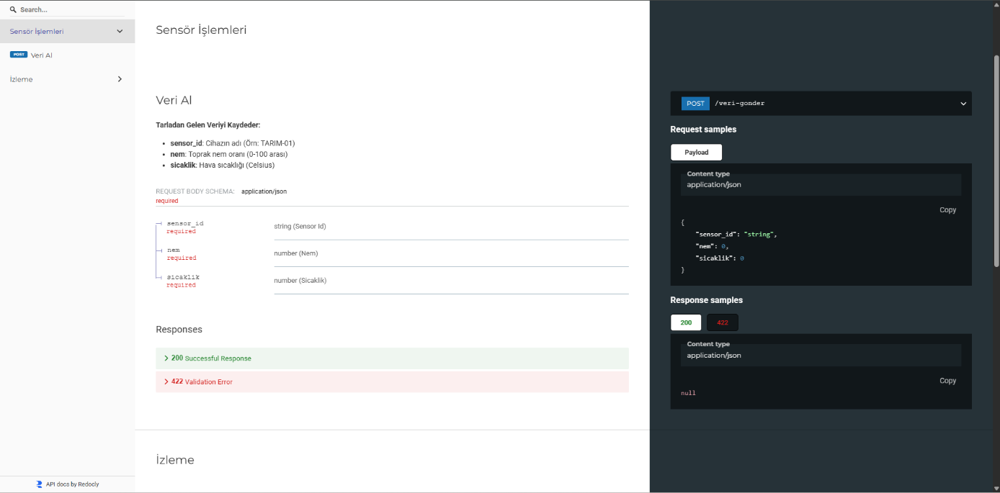 Search...
Sensör İşlemleri
POST Veri Al
İzleme
API docs by Redocly
Sensör İşlemleri
Veri Al
Tarladan Gelen Veriyi Kaydeder:
sensor_id: Cihazın adı (Örn: TARIM-01)
nem: Toprak nem oranı (0-100 arası)
sicaklik: Hava sıcaklığı (Celsius)
REQUEST BODY SCHEMA: application/json
required
sensor_id
required
string (Sensor Id)
nem
required
number (Nem)
sicaklik
required
number (Sicaklik)
Responses
200 Successful Response
422 Validation Error
İzleme
POST /veri-gonder
Request samples
Payload
Content type
application/json
Copy
{
"sensor_id": "string",
"nem": 0,
"sicaklik": 0
}
Response samples
200 422
Content type
application/json
Copy
null